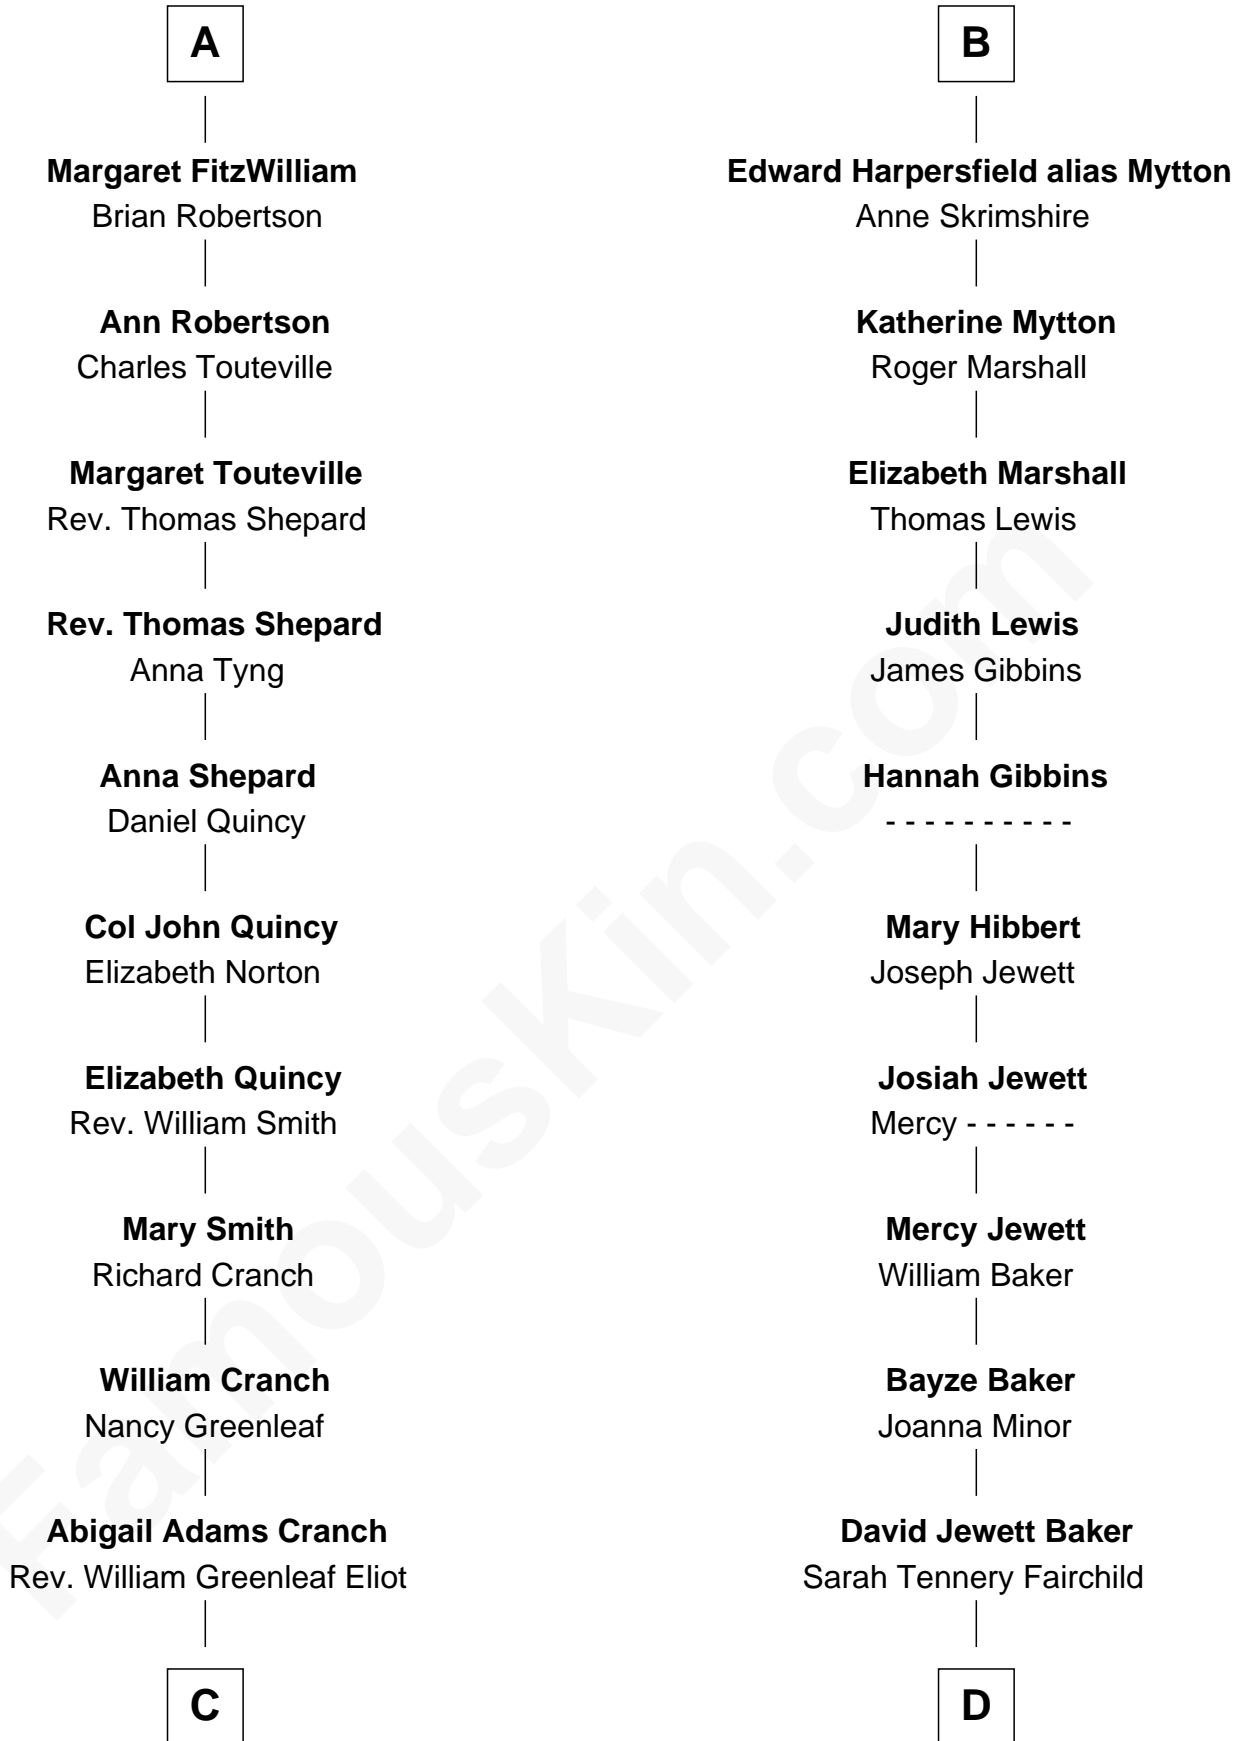 A
Margaret FitzWilliam
Brian Robertson
Ann Robertson
Charles Touteville
Margaret Touteville
Rev. Thomas Shepard
Rev. Thomas Shepard
Anna Tyng
Anna Shepard
Daniel Quincy
Col John Quincy
Elizabeth Norton
Elizabeth Quincy
Rev. William Smith
Mary Smith
Richard Cranch
William Cranch
Nancy Greenleaf
Abigail Adams Cranch
Rev. William Greenleaf Eliot
C
B
Edward Harpersfield alias Mytton
Anne Skrimshire
Katherine Mytton
Roger Marshall
Elizabeth Marshall
Thomas Lewis
Judith Lewis
James Gibbins
Hannah Gibbins
- - - - - - - - - -
Mary Hibbert
Joseph Jewett
Josiah Jewett
Mercy - - - - - -
Mercy Jewett
William Baker
Bayze Baker
Joanna Minor
David Jewett Baker
Sarah Tennery Fairchild
D
FamousKin.com